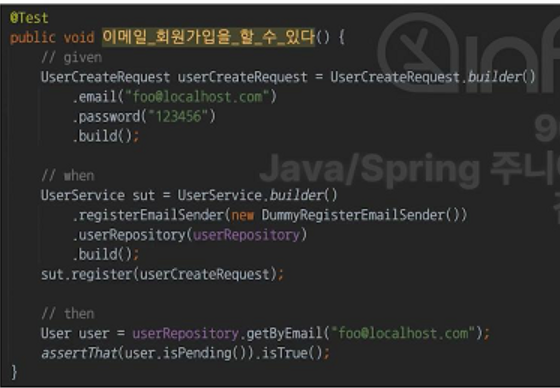 @Test
public void 이메일_회원가입을_할_수_있다() {
    // given
    UserCreateRequest userCreateRequest = UserCreateRequest.builder()
        .email("foo@localhost.com")
        .password("123456")
        .build();

    // when
    UserService sut = UserService.builder()
        .registerEmailSender(new DummyRegisterEmailSender())
        .userRepository(userRepository)
        .build();
    sut.register(userCreateRequest);

    // then
    User user = userRepository.getByEmail("foo@localhost.com");
    assertThat(user.isPending()).isTrue();
}
inf
9
Java/Spring 주니